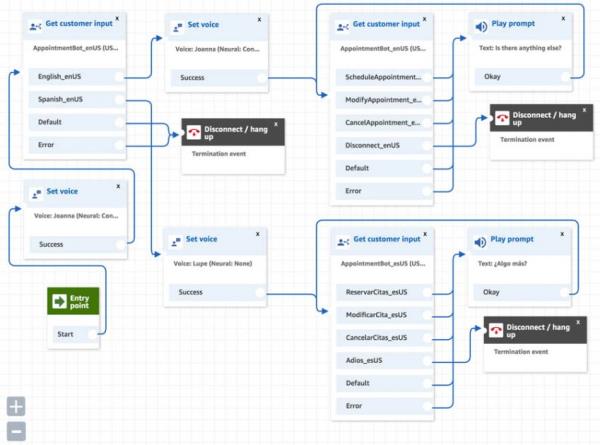 Get customer input
x
AppointmentBot_enUS (US...
English_enUS
Spanish_enUS
Default
Error
Set voice
x
Voice: Joanna (Neural: Con...
Success
Disconnect / hang up
x
Termination event
Get customer input
x
AppointmentBot_enUS (US...
ScheduleAppointment...
ModifyAppointment_e...
CancelAppointment_e...
Disconnect_enUS
Default
Error
Play prompt
x
Text: Is there anything else?
Okay
Disconnect / hang
up
x
Termination event
Set voice
x
Voice: Joanna (Neural: Con...
Success
Entry
point
Start
Set voice
x
Voice: Lupe (Neural: None)
Success
Get customer input
x
AppointmentBot_esUS (US...
ReservarCitas_esUS
ModificarCita_esUS
CancelarCitas_esUS
Adios_esUS
Default
Error
Play prompt
x
Text: ¿Algo más?
Okay
Disconnect / hang
up
x
Termination event